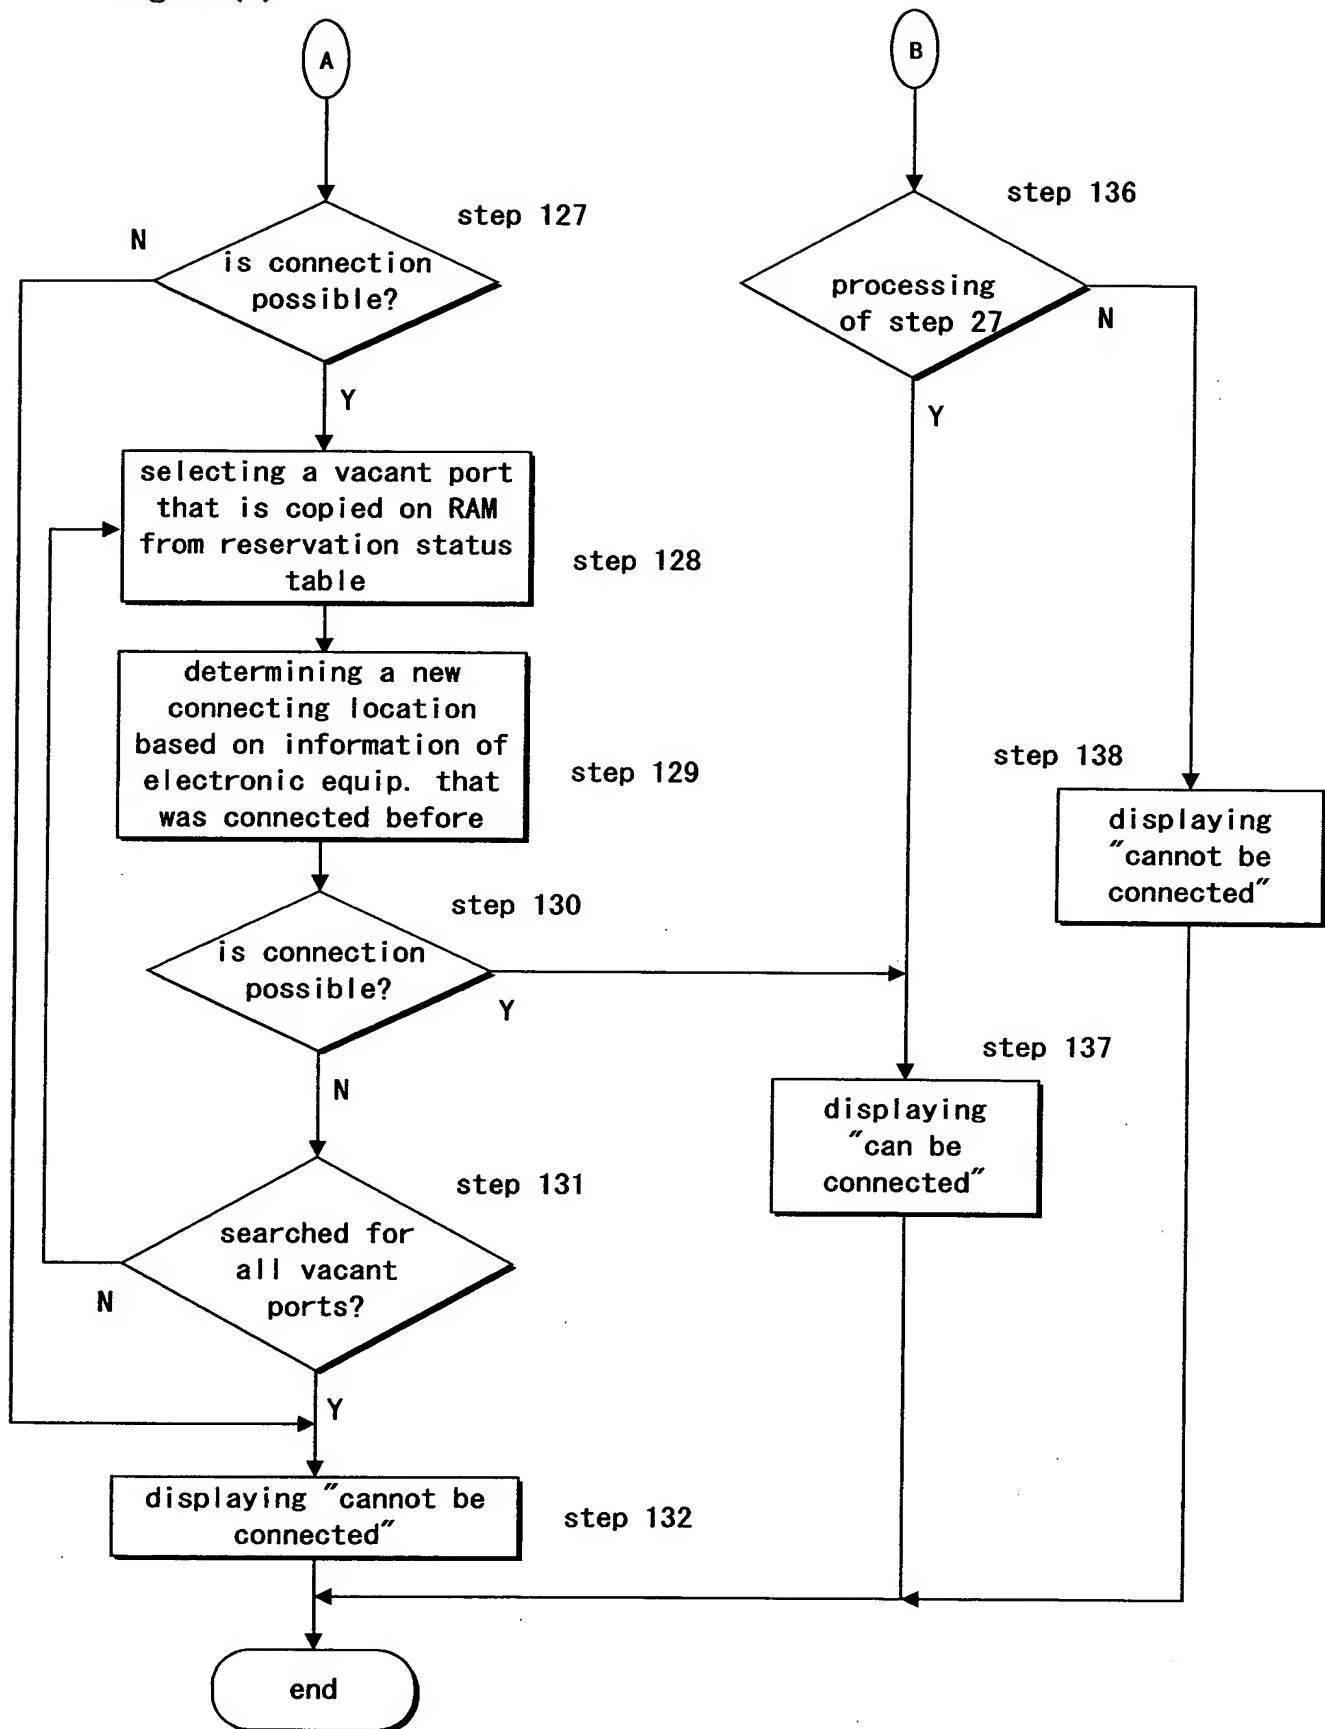 A
B
step 127
step 136
N
is connection
possible?
processing
of step 27
N
Y
Y
selecting a vacant port
that is copied on RAM
from reservation status
table
step 128
determining a new
connecting location
based on information of
electronic equip. that
was connected before
step 129
step 138
displaying
"cannot be
connected"
step 130
is connection
possible?
Y
N
step 137
displaying
"can be
connected"
step 131
searched for
all vacant
ports?
N
Y
displaying "cannot be
connected"
step 132
end